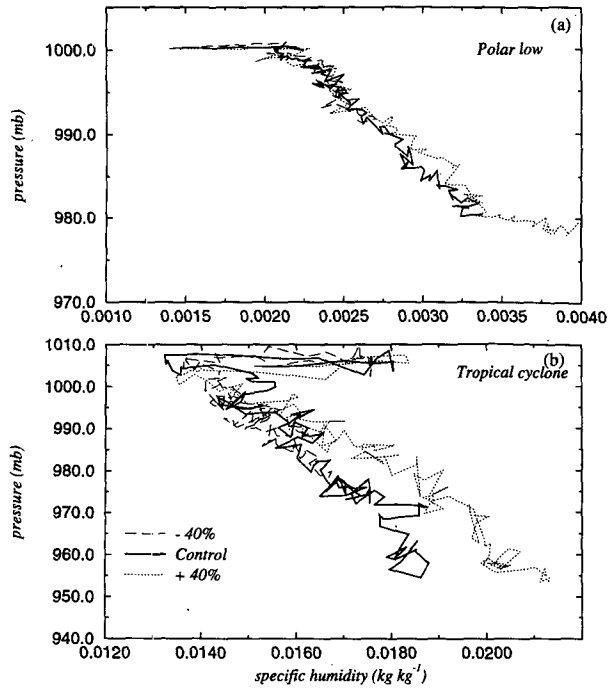 (a)
Polar low
1000.0
990.0
980.0
970.0
pressure (mb)
0.0010 0.0015 0.0020 0.0025 0.0030 0.0035 0.0040
(b)
Tropical cyclone
1010.0
1000.0
990.0
980.0
970.0
960.0
950.0
940.0
pressure (mb)
- 40%
Control
+ 40%
0.0120 0.0140 0.0160 0.0180 0.0200
specific humidity (kg kg⁻¹)